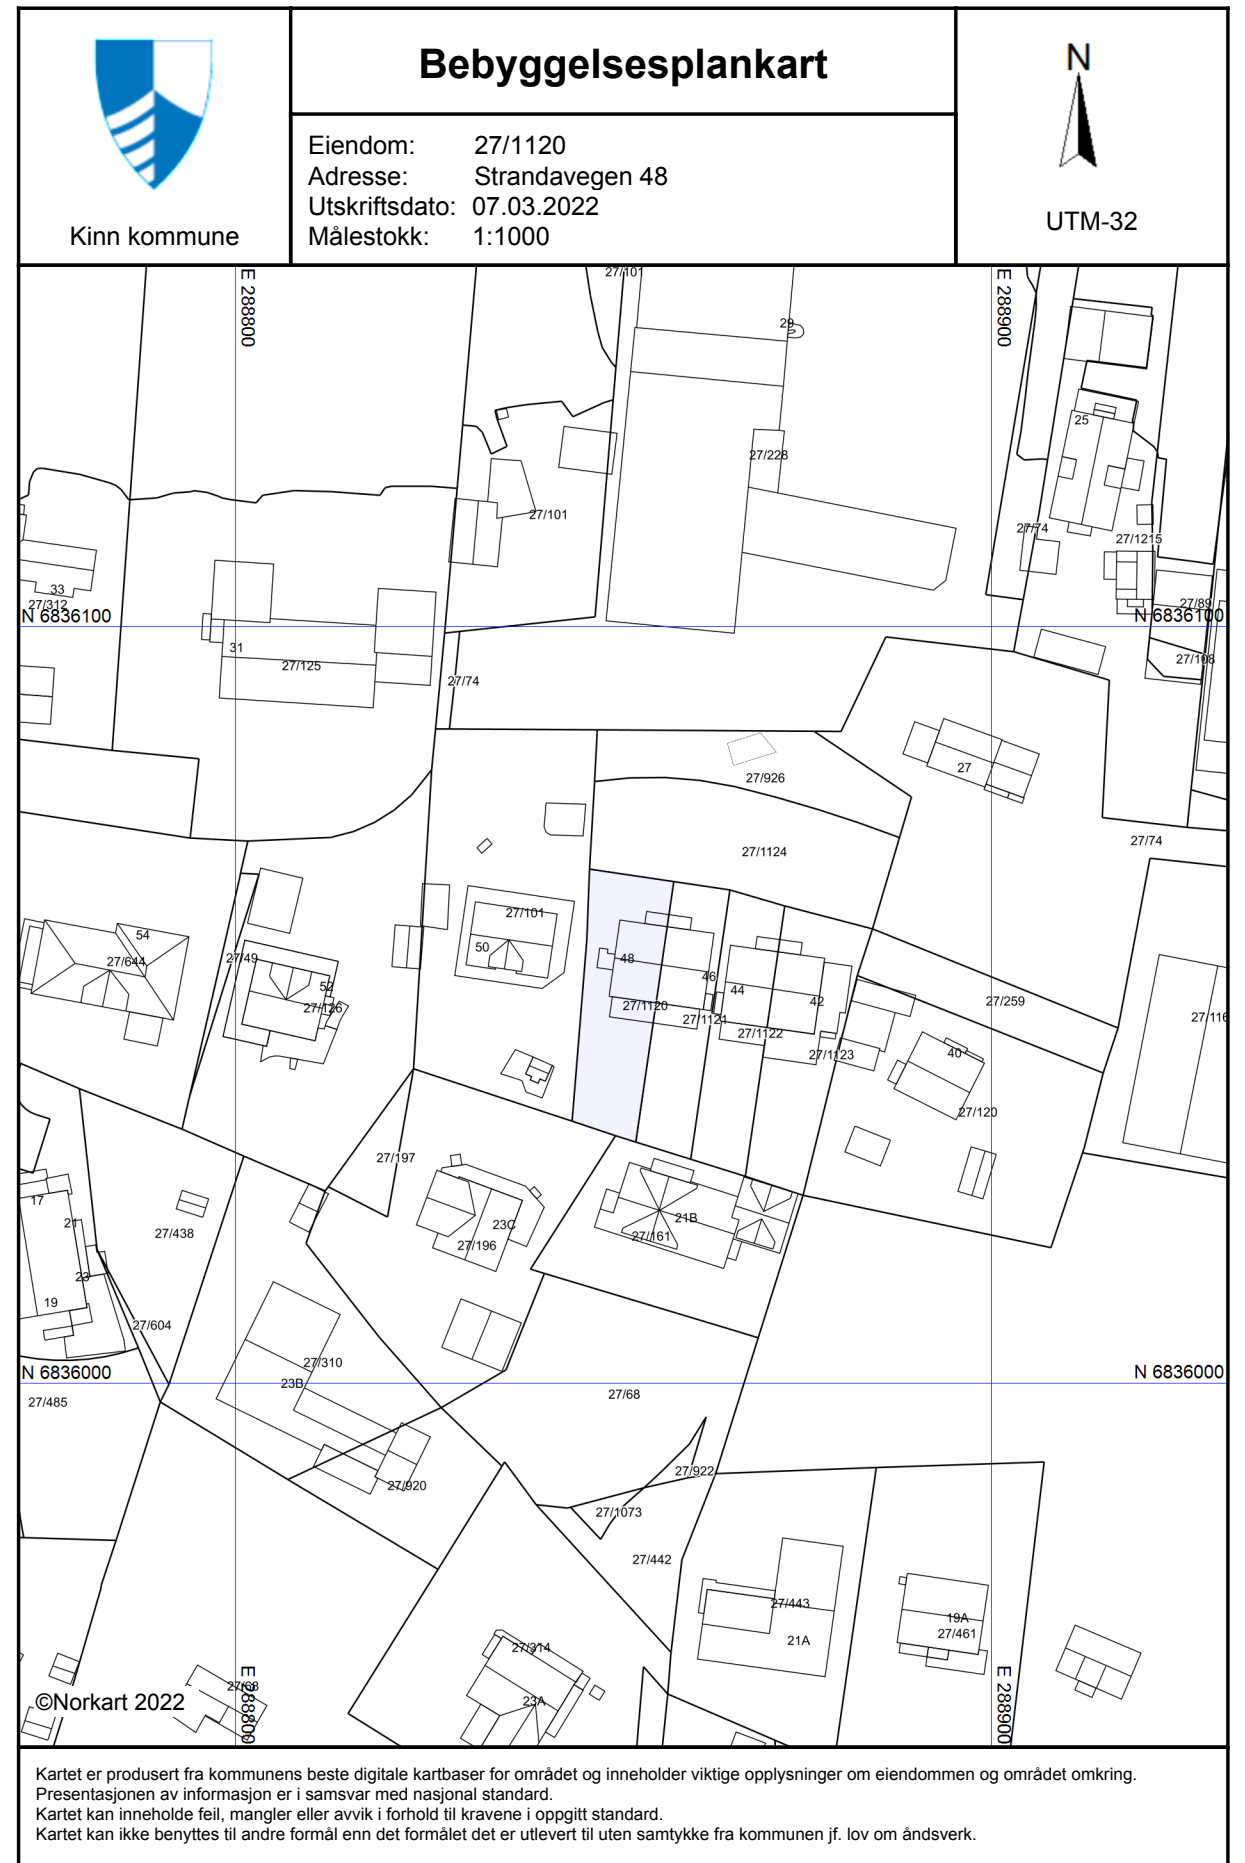 Bebyggelsesplankart
Eiendom: 27/1120
Adresse: Strandavegen 48
Utskriftsdato: 07.03.2022
Målestokk: 1:1000
Kinn kommune
N
UTM-32
E 288800
27/101
E 288900
29
25
27/228
27/101
27/74
27/1215
33
27/312
27/89
N 6836100
N 6836100
31
27/125
27/108
27/74
27
27/926
27/74
27/1124
27/101
54
50
27/644
27/49
48
46
52
44
42
27/126
27/1120
27/259
27/1121
27/116
27/1122
27/1123
40
27/120
27/197
17
21
27/438
23C
21B
27/196
27/161
23
19
27/604
27/310
N 6836000
N 6836000
23B
27/485
27/68
27/922
27/920
27/1073
27/442
27/443
19A
27/461
21A
27/314
27/68
23A
E 288800
E 288900
©Norkart 2022
Kartet er produsert fra kommunens beste digitale kartbaser for området og inneholder viktige opplysninger om eiendommen og området omkring.
Presentasjonen av informasjon er i samsvar med nasjonal standard.
Kartet kan inneholde feil, mangler eller avvik i forhold til kravene i oppgitt standard.
Kartet kan ikke benyttes til andre formål enn det formålet det er utlevert til uten samtykke fra kommunen jf. lov om åndsverk.